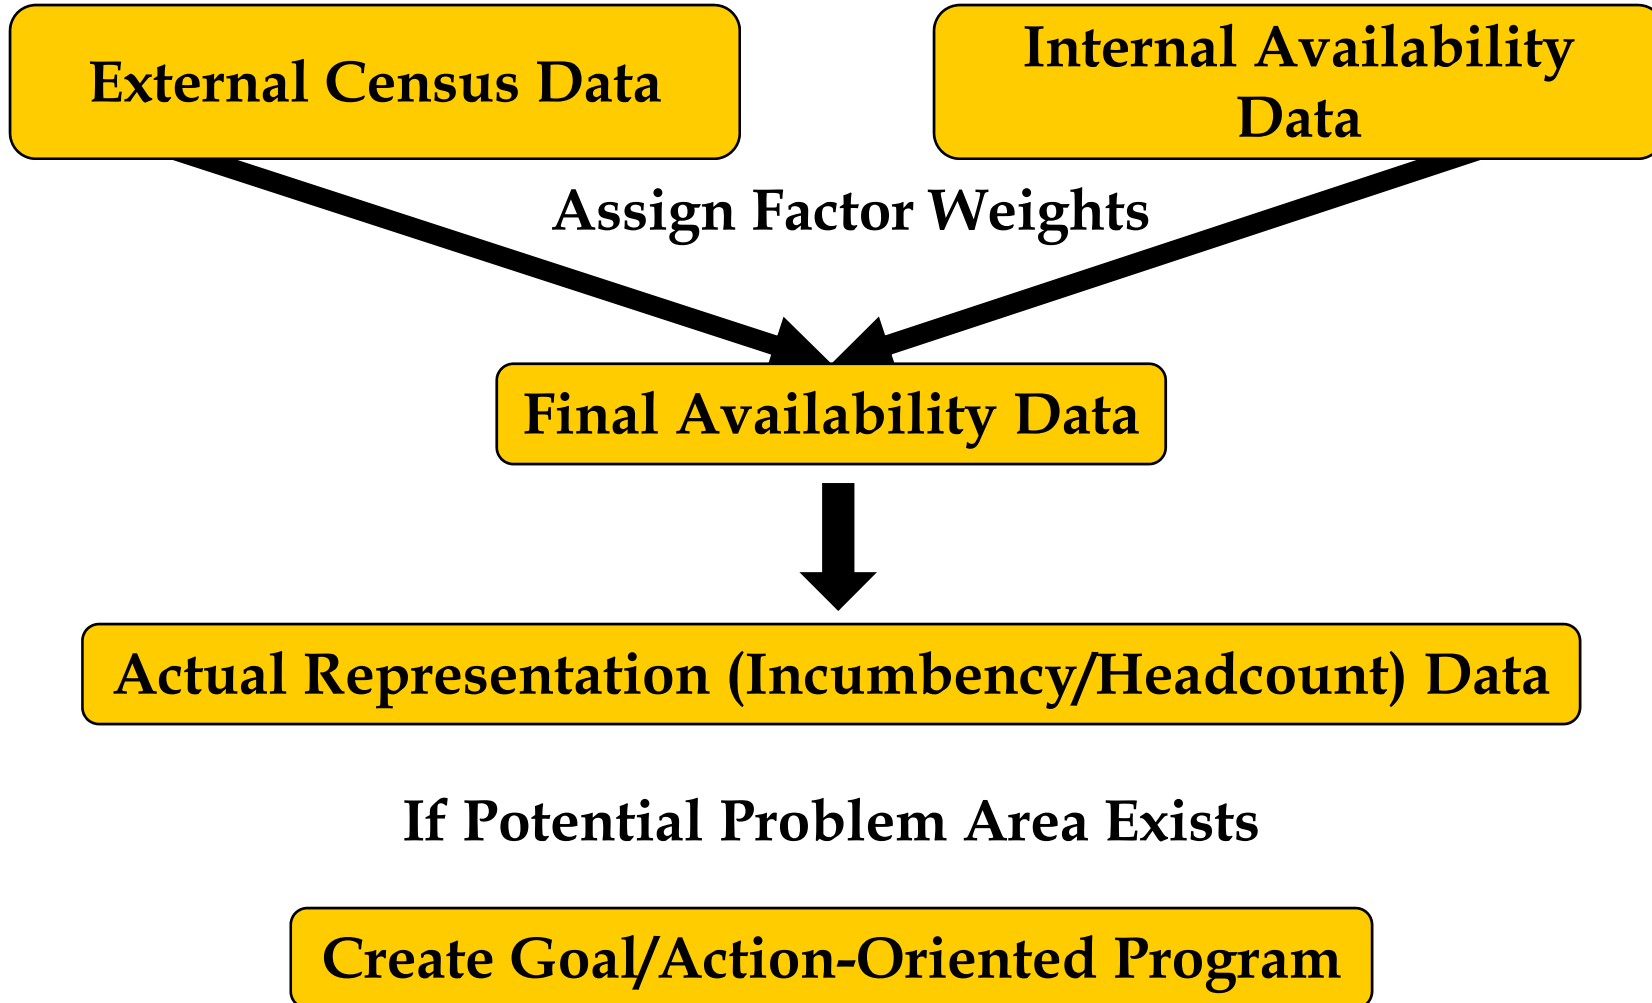 External Census Data
Internal Availability
Data
Assign Factor Weights
Final Availability Data
Actual Representation (Incumbency/Headcount) Data
If Potential Problem Area Exists
Create Goal/Action-Oriented Program